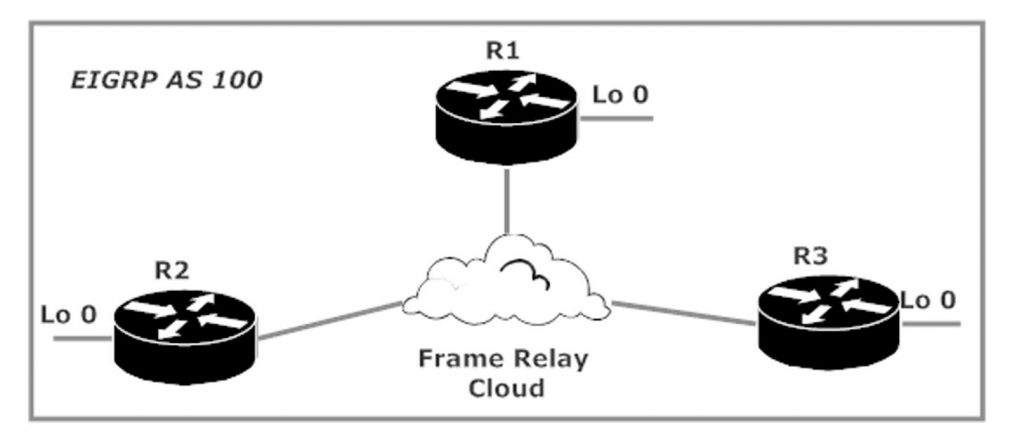 R1
EIGRP AS 100
Lo 0
R2
R3
Lo 0
Lo 0
Frame Relay
Cloud